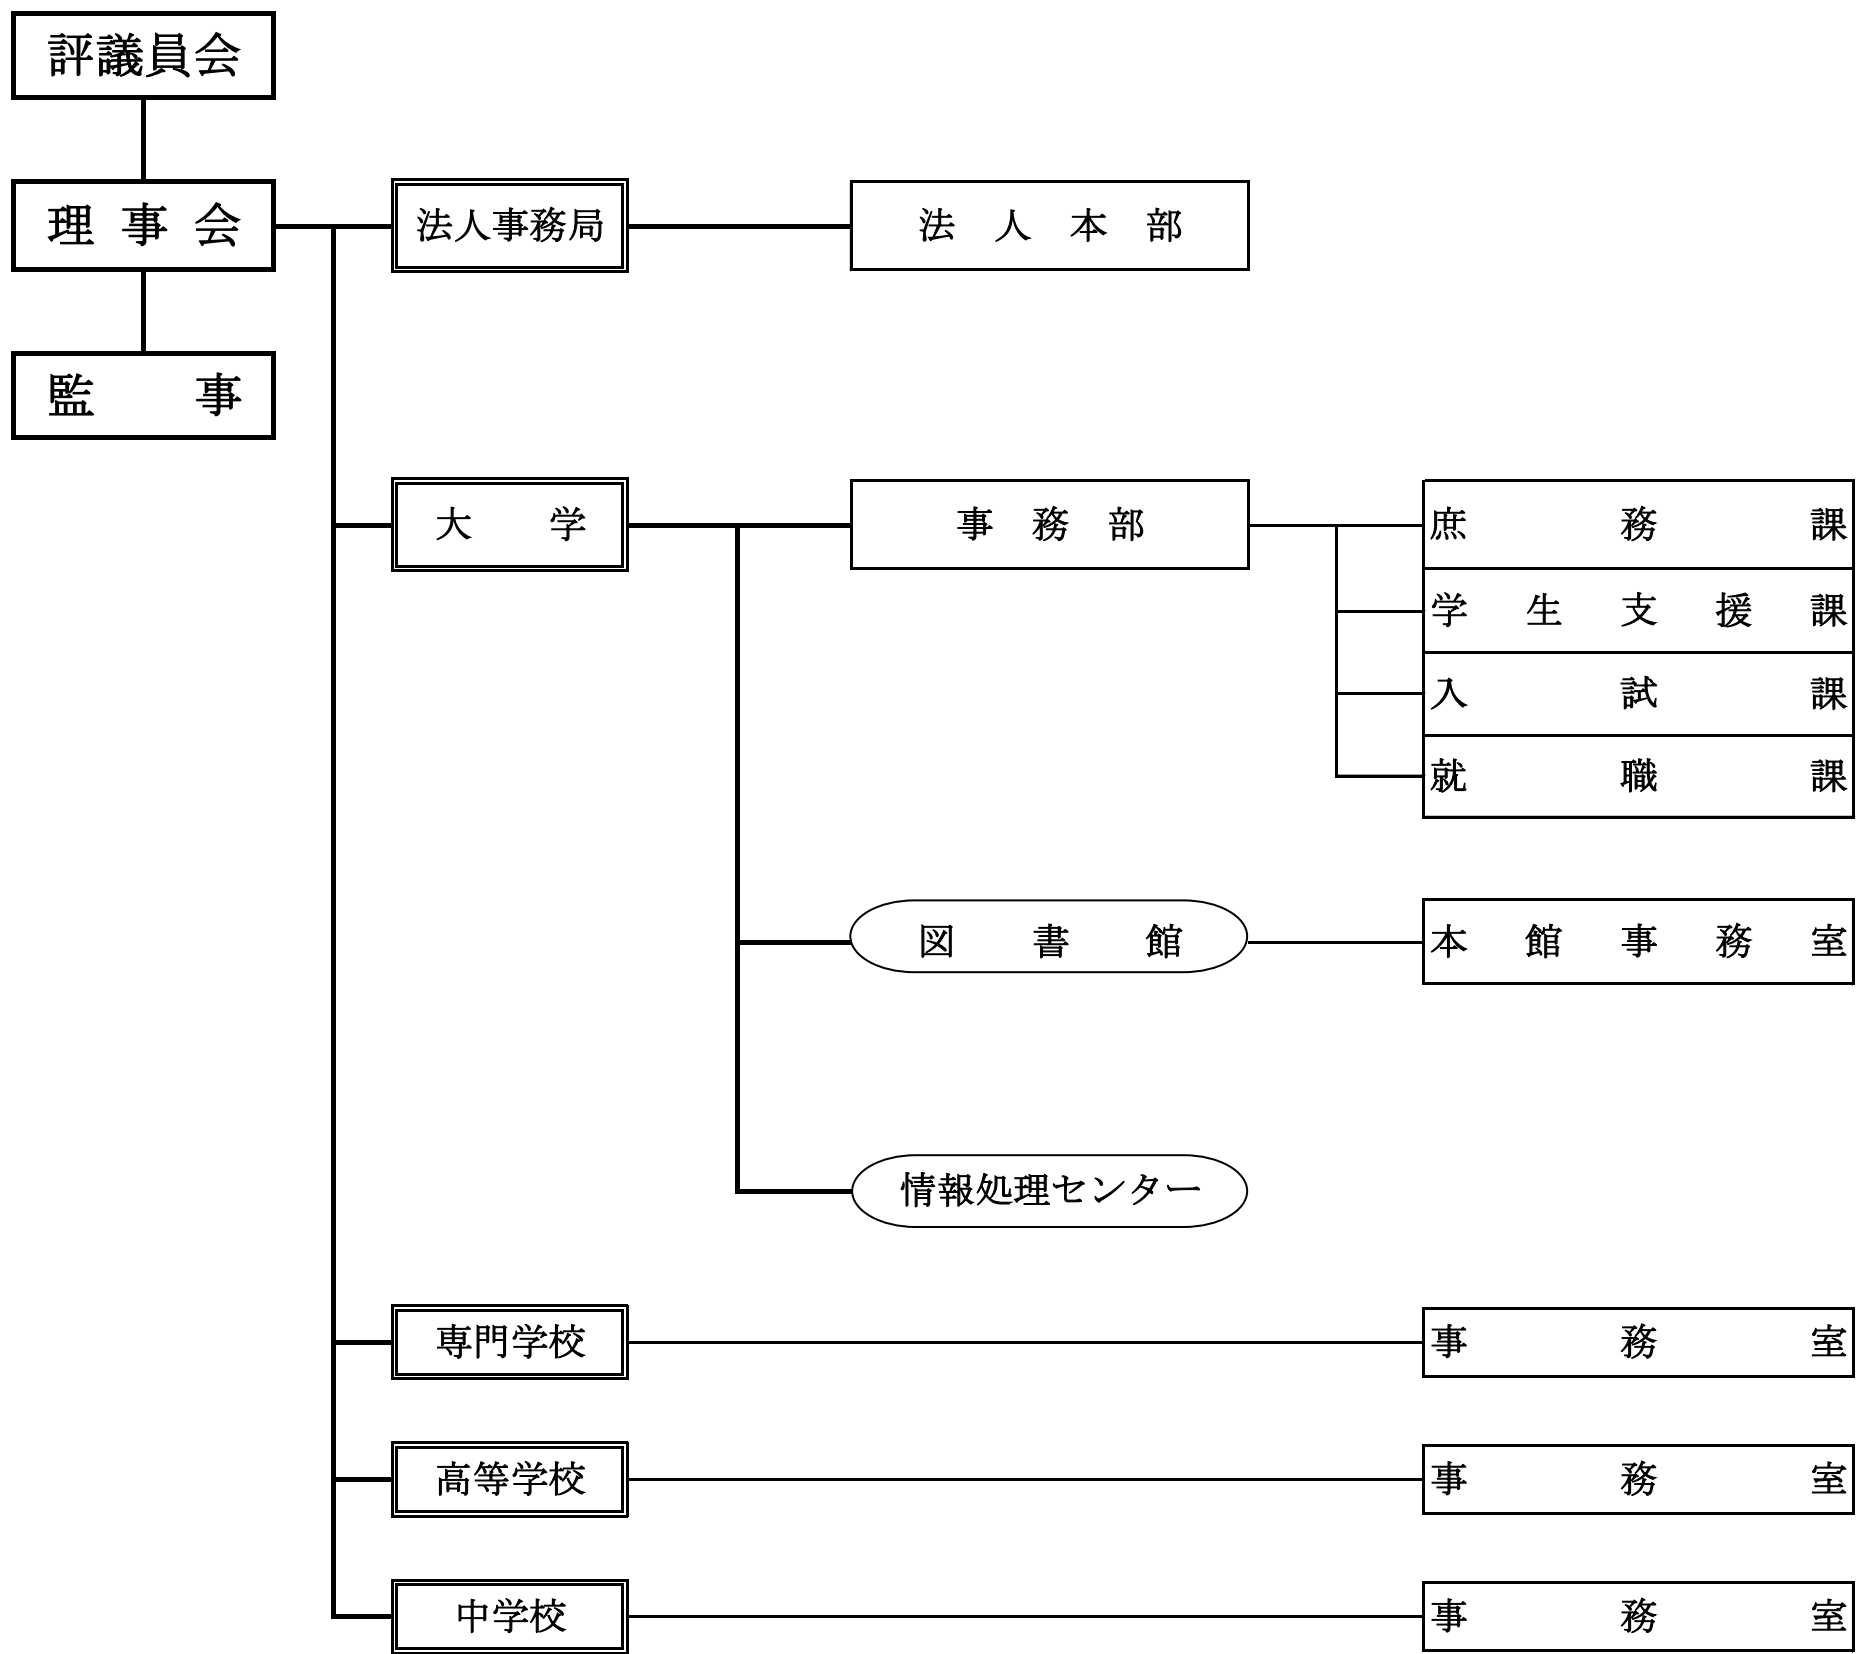 評議員会
理事会
法人事務局
法人本部
監事
大学
事務部
庶務課
学生支援課
入試課
就職課
図書館
本館事務室
情報処理センター
専門学校
事務室
高等学校
事務室
中学校
事務室